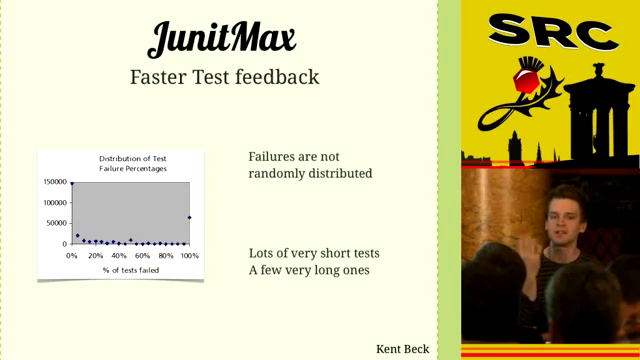 JunitMax
Faster Test feedback
Distribution of Test
Failure Percentages
150000
100000
50000
0
0%
20%
40%
60%
80%
100%
% of tests failed
Failures are not
randomly distributed
Lots of very short tests
A few very long ones
Kent Beck
SRC